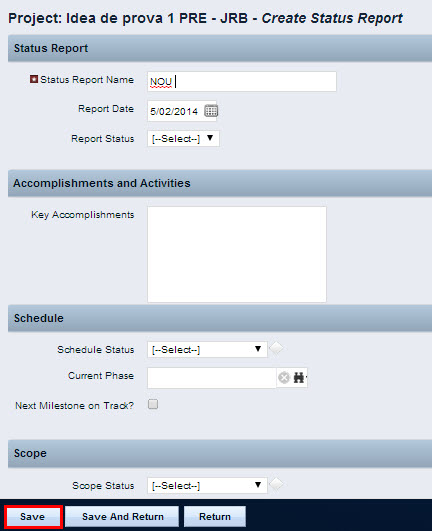 Project: Idea de prova 1 PRE - JRB - Create Status Report
Status Report
Status Report Name NOU
Report Date 5/02/2014
Report Status [--Select--]
Accomplishments and Activities
Key Accomplishments
Schedule
Schedule Status [--Select--]
Current Phase
Next Milestone on Track?
Scope
Scope Status [--Select--]
Save Save And Return Return